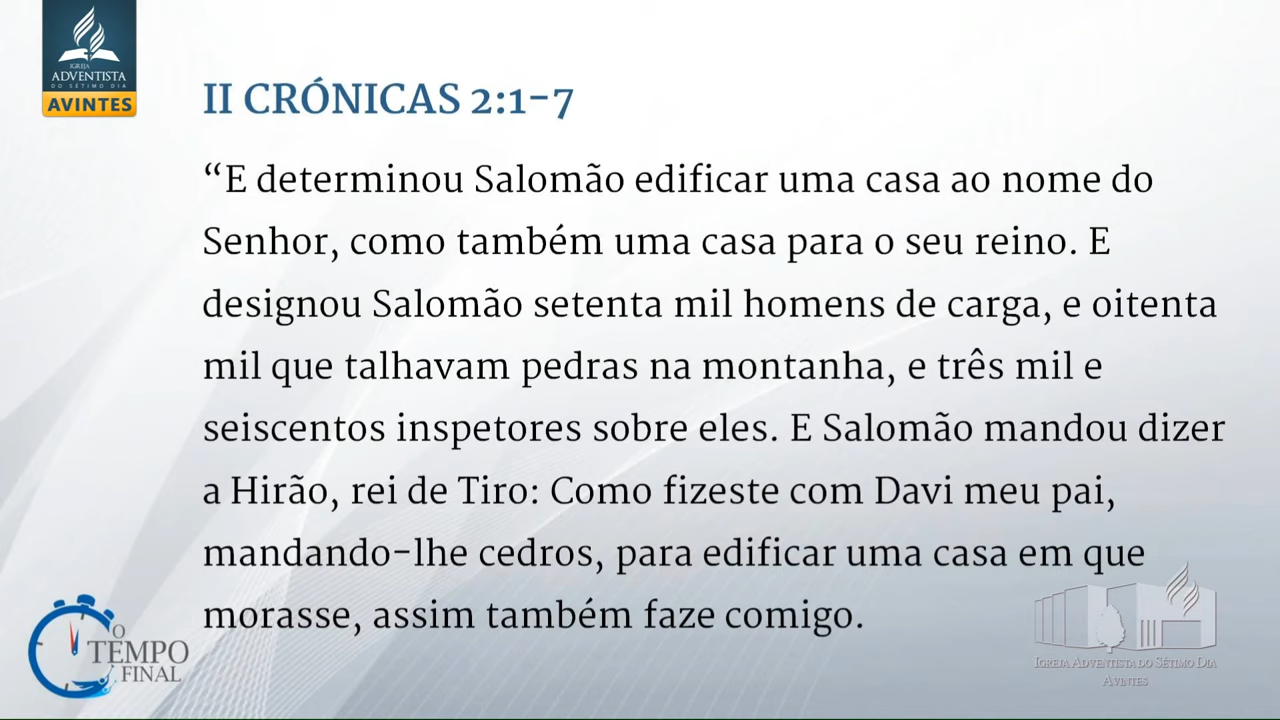 IGREJA
ADVENTISTA
DO SÉTIMO DIA
AVINTES
II CRÓNICAS 2:1-7
“E determinou Salomão edificar uma casa ao nome do
Senhor, como também uma casa para o seu reino. E
designou Salomão setenta mil homens de carga, e oitenta
mil que talhavam pedras na montanha, e três mil e
seiscentos inspetores sobre eles. E Salomão mandou dizer
a Hirão, rei de Tiro: Como fizeste com Davi meu pai,
mandando-lhe cedros, para edificar uma casa em que
morasse, assim também faze comigo.
O
TEMPO
FINAL
IGREJA ADVENTISTA DO SÉTIMO DIA
AVINTES